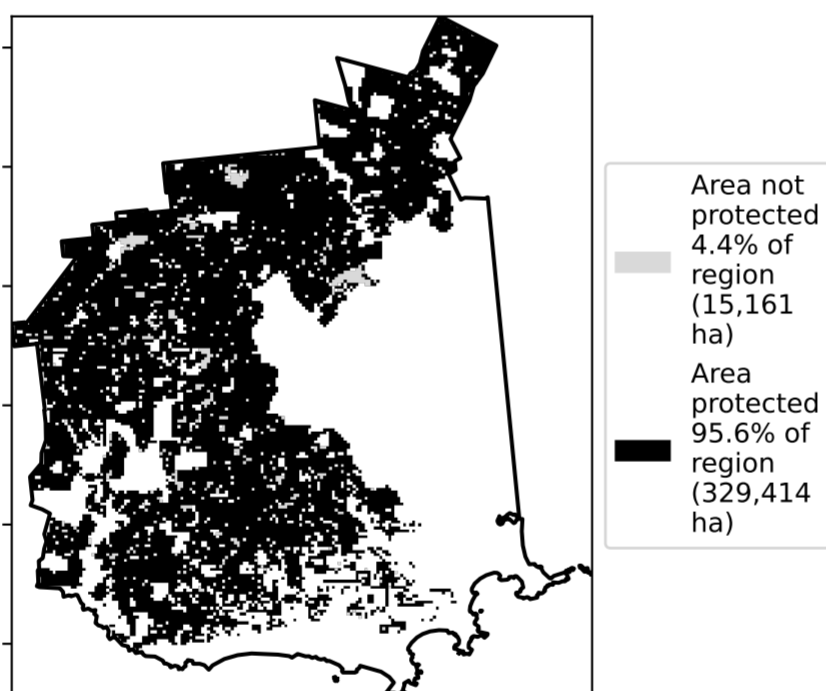 Area not
protected
4.4% of
region
(15,161
ha)
Area
protected
95.6% of
region
(329,414
ha)